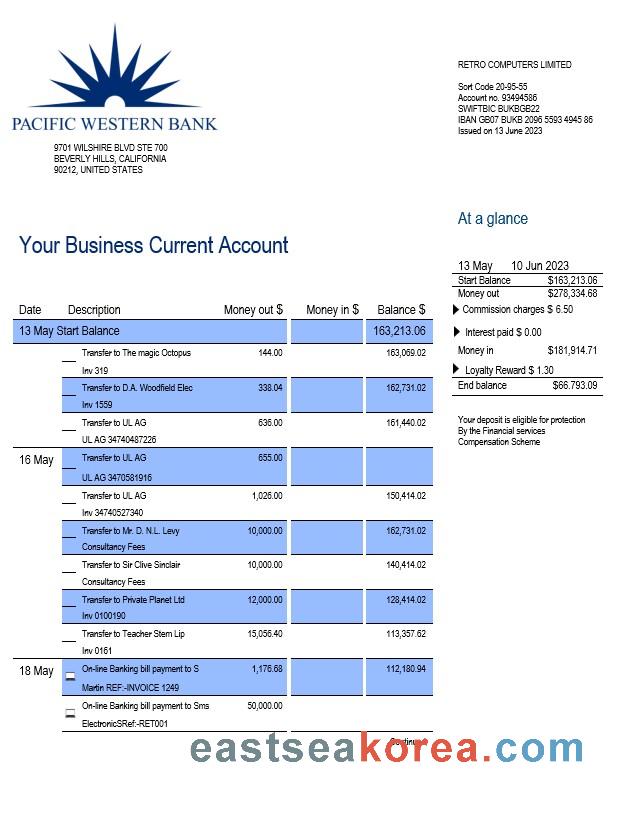 PACIFIC WESTERN BANK
9701 WILSHIRE BLVD STE 700
BEVERLY HILLS, CALIFORNIA
90212, UNITED STATES
RETRO COMPUTERS LIMITED
Sort Code 20-95-55
Account no. 93494586
SWIFTBIC BUKBGB22
IBAN GB07 BUKB 2096 5593 4945 86
Issued on 13 June 2023
At a glance
13 May 10 Jun 2023
Start Balance $163,213.06
Money out $278,334.68
Commission charges $ 6.50
Interest paid $ 0.00
Money in $181,914.71
Loyalty Reward $ 1.30
End balance $66.793.09
Your deposit is eligible for protection
By the Financial services
Compensation Scheme
Your Business Current Account
Date Description Money out $ Money in $ Balance $
13 May Start Balance 163,213.06
Transfer to The magic Octopus 144.00 163,069.02
Inv 319
Transfer to D.A. Woodfield Elec 338.04 162,731.02
Inv 1559
Transfer to UL AG 636.00 161,440.02
UL AG 34740487226
16 May Transfer to UL AG 655.00
UL AG 3470581916
Transfer to UL AG 1,026.00 150,414.02
Inv 34740527340
Transfer to Mr. D. N.L. Levy 10,000.00 162,731.02
Consultancy Fees
Transfer to Sir Clive Sinclair 10,000.00 140,414.02
Consultancy Fees
Transfer to Private Planet Ltd 12,000.00 128,414.02
Inv 0100190
Transfer to Teacher Stem Lip 15,056.40 113,357.62
Inv 0161
18 May On-line Banking bill payment to S 1,176.68 112,180.94
Martin REF:-INVOICE 1249
On-line Banking bill payment to Sms 50,000.00
ElectronicSRef:-RET001
eastseakorea.com